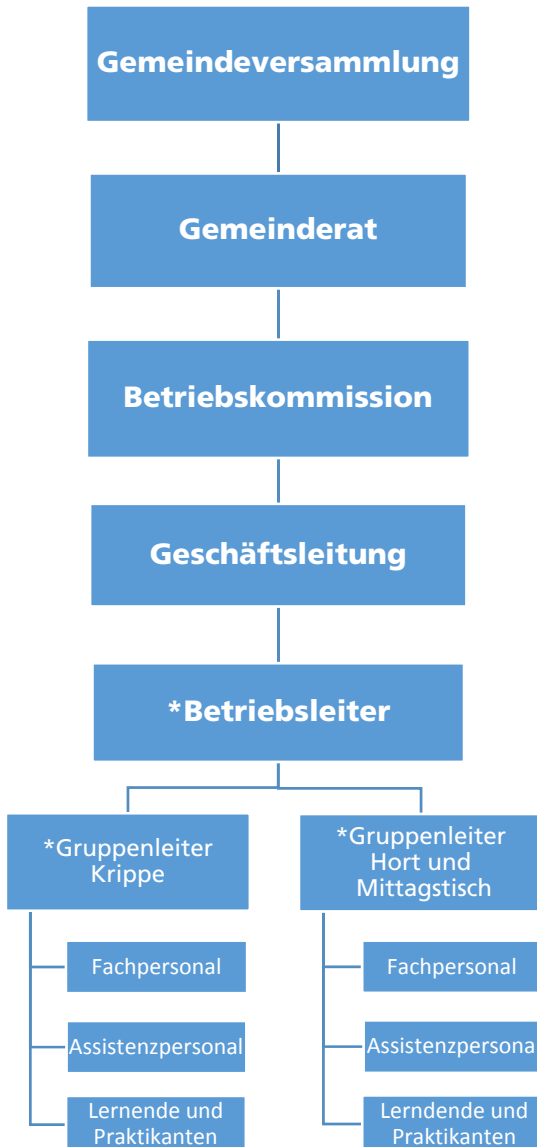 Gemeindeversammlung
Gemeinderat
Betriebskommission
Geschäftsleitung
*Betriebsleiter
*Gruppenleiter
Krippe
Fachpersonal
Assistenzpersonal
Lernende und
Praktikanten
*Gruppenleiter
Hort und
Mittagstisch
Fachpersonal
Assistenzpersona
Lerndende und
Praktikanten